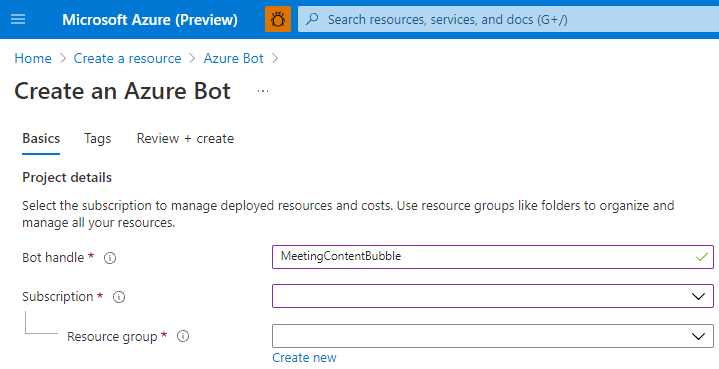 Microsoft Azure (Preview)
Search resources, services, and docs (G+/)
Home > Create a resource > Azure Bot >
Create an Azure Bot ...
Basics Tags Review + create
Project details
Select the subscription to manage deployed resources and costs. Use resource groups like folders to organize and
manage all your resources.
Bot handle *
MeetingContentBubble
Subscription *
Resource group *
Create new